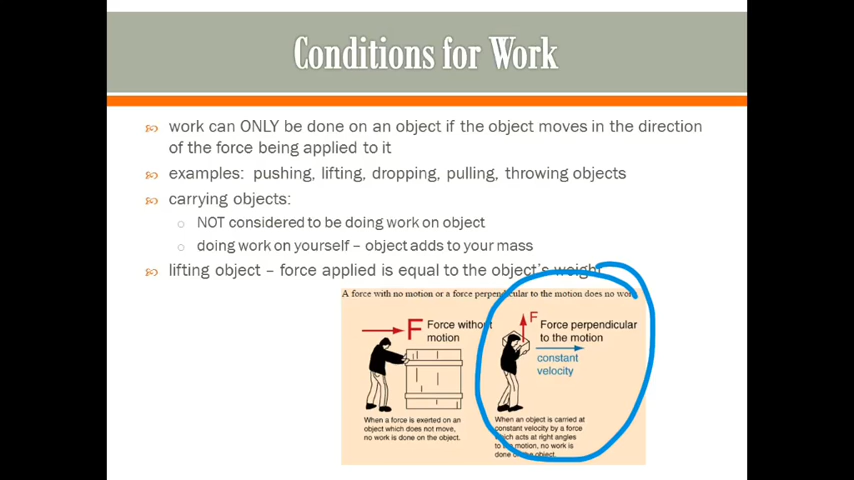 Conditions for Work
work can ONLY be done on an object if the object moves in the direction
of the force being applied to it
examples: pushing, lifting, dropping, pulling, throwing objects
carrying objects:
NOT considered to be doing work on object
doing work on yourself – object adds to your mass
lifting object – force applied is equal to the object's weight
A force with no motion or a force perpendicular to the motion does no work
F
Force without
motion
When a force is exerted on an
object which does not move,
no work is done on the object.
F
Force perpendicular
to the motion
constant
velocity
When an object is carried at
constant velocity by a force
which acts at right angles
to the motion, no work is
done on the object.